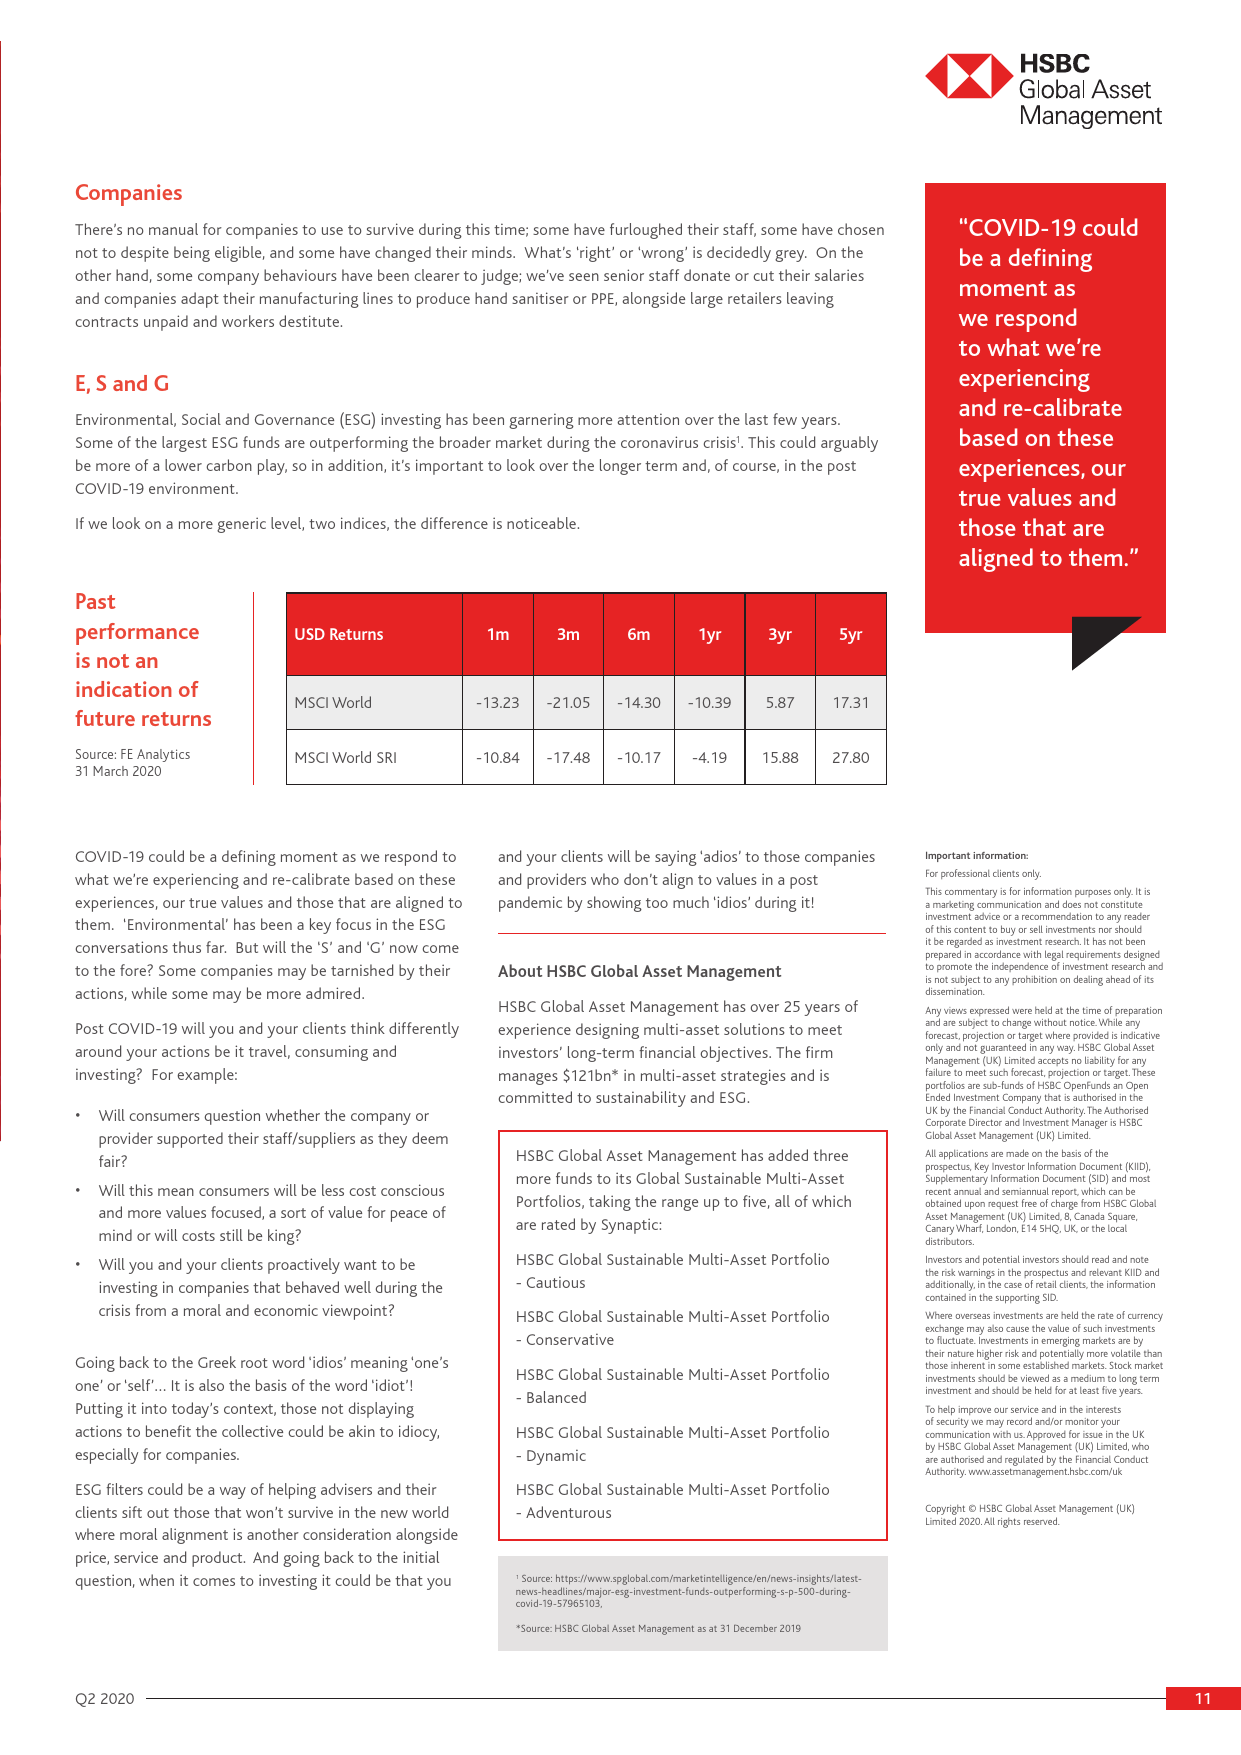 HSBC
Global Asset
Management
Companies
There's no manual for companies to use to survive during this time; some have furloughed their staff, some have chosen
not to despite being eligible, and some have changed their minds.  What's 'right' or 'wrong' is decidedly grey.  On the
other hand, some company behaviours have been clearer to judge; we've seen senior staff donate or cut their salaries
and companies adapt their manufacturing lines to produce hand sanitiser or PPE, alongside large retailers leaving
contracts unpaid and workers destitute.
E, S and G
Environmental, Social and Governance (ESG) investing has been garnering more attention over the last few years.
Some of the largest ESG funds are outperforming the broader market during the coronavirus crisis¹. This could arguably
be more of a lower carbon play, so in addition, it's important to look over the longer term and, of course, in the post
COVID-19 environment.
If we look on a more generic level, two indices, the difference is noticeable.
"COVID-19 could
be a defining
moment as
we respond
to what we're
experiencing
and re-calibrate
based on these
experiences, our
true values and
those that are
aligned to them."
Past
performance
is not an
indication of
future returns
Source: FE Analytics
31 March 2020
USD Returns 1m 3m 6m 1yr 3yr 5yr
MSCI World -13.23 -21.05 -14.30 -10.39 5.87 17.31
MSCI World SRI -10.84 -17.48 -10.17 -4.19 15.88 27.80
COVID-19 could be a defining moment as we respond to
what we're experiencing and re-calibrate based on these
experiences, our true values and those that are aligned to
them.  'Environmental' has been a key focus in the ESG
conversations thus far.  But will the 'S' and 'G' now come
to the fore? Some companies may be tarnished by their
actions, while some may be more admired.
Post COVID-19 will you and your clients think differently
around your actions be it travel, consuming and
investing?  For example:
• Will consumers question whether the company or
provider supported their staff/suppliers as they deem
fair?
• Will this mean consumers will be less cost conscious
and more values focused, a sort of value for peace of
mind or will costs still be king?
• Will you and your clients proactively want to be
investing in companies that behaved well during the
crisis from a moral and economic viewpoint?
Going back to the Greek root word 'idios' meaning 'one's
one' or 'self'... It is also the basis of the word 'idiot'!
Putting it into today's context, those not displaying
actions to benefit the collective could be akin to idiocy,
especially for companies.
ESG filters could be a way of helping advisers and their
clients sift out those that won't survive in the new world
where moral alignment is another consideration alongside
price, service and product.  And going back to the initial
question, when it comes to investing it could be that you
and your clients will be saying 'adios' to those companies
and providers who don't align to values in a post
pandemic by showing too much 'idios' during it!
About HSBC Global Asset Management
HSBC Global Asset Management has over 25 years of
experience designing multi-asset solutions to meet
investors' long-term financial objectives. The firm
manages $121bn* in multi-asset strategies and is
committed to sustainability and ESG.
HSBC Global Asset Management has added three
more funds to its Global Sustainable Multi-Asset
Portfolios, taking the range up to five, all of which
are rated by Synaptic:
HSBC Global Sustainable Multi-Asset Portfolio
- Cautious
HSBC Global Sustainable Multi-Asset Portfolio
- Conservative
HSBC Global Sustainable Multi-Asset Portfolio
- Balanced
HSBC Global Sustainable Multi-Asset Portfolio
- Dynamic
HSBC Global Sustainable Multi-Asset Portfolio
- Adventurous
¹ Source: https://www.spglobal.com/marketintelligence/en/news-insights/latest-
news-headlines/major-esg-investment-funds-outperforming-s-p-500-during-
covid-19-57965103,
*Source: HSBC Global Asset Management as at 31 December 2019
Important information:
For professional clients only.
This commentary is for information purposes only. It is
a marketing communication and does not constitute
investment advice or a recommendation to any reader
of this content to buy or sell investments nor should
it be regarded as investment research. It has not been
prepared in accordance with legal requirements designed
to promote the independence of investment research and
is not subject to any prohibition on dealing ahead of its
dissemination.
Any views expressed were held at the time of preparation
and are subject to change without notice. While any
forecast, projection or target where provided is indicative
only and not guaranteed in any way. HSBC Global Asset
Management (UK) Limited accepts no liability for any
failure to meet such forecast, projection or target. These
portfolios are sub-funds of HSBC OpenFunds an Open
Ended Investment Company that is authorised in the
UK by the Financial Conduct Authority. The Authorised
Corporate Director and Investment Manager is HSBC
Global Asset Management (UK) Limited.
All applications are made on the basis of the
prospectus, Key Investor Information Document (KIID),
Supplementary Information Document (SID) and most
recent annual and semiannual report, which can be
obtained upon request free of charge from HSBC Global
Asset Management (UK) Limited, 8, Canada Square,
Canary Wharf, London, E14 5HQ, UK, or the local
distributors.
Investors and potential investors should read and note
the risk warnings in the prospectus and relevant KIID and
additionally, in the case of retail clients, the information
contained in the supporting SID.
Where overseas investments are held the rate of currency
exchange may also cause the value of such investments
to fluctuate. Investments in emerging markets are by
their nature higher risk and potentially more volatile than
those inherent in some established markets. Stock market
investments should be viewed as a medium to long term
investment and should be held for at least five years.
To help improve our service and in the interests
of security we may record and/or monitor your
communication with us. Approved for issue in the UK
by HSBC Global Asset Management (UK) Limited, who
are authorised and regulated by the Financial Conduct
Authority. www.assetmanagement.hsbc.com/uk
Copyright © HSBC Global Asset Management (UK)
Limited 2020. All rights reserved.
Q2 2020
11